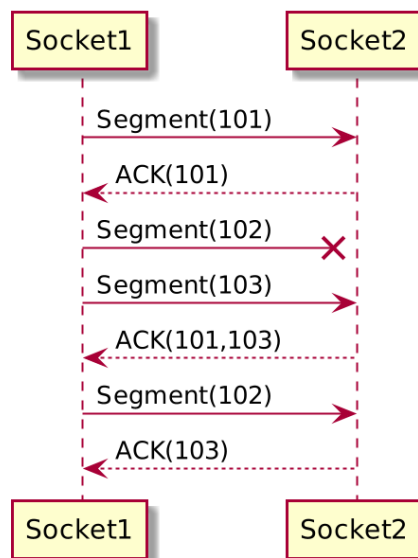 Socket1 Socket2
Segment(101)
ACK(101)
Segment(102)
Segment(103)
ACK(101,103)
Segment(102)
ACK(103)
Socket1 Socket2